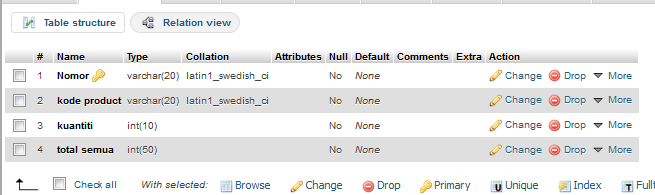 Table structure Relation view
# Name Type Collation Attributes Null Default Comments Extra Action
1 Nomor varchar(20) latin1_swedish_ci No None Change Drop More
2 kode product varchar(20) latin1_swedish_ci No None Change Drop More
3 kuantiti int(10) No None Change Drop More
4 total semua int(50) No None Change Drop More
Check all With selected: Browse Change Drop Primary Unique Index Fullt